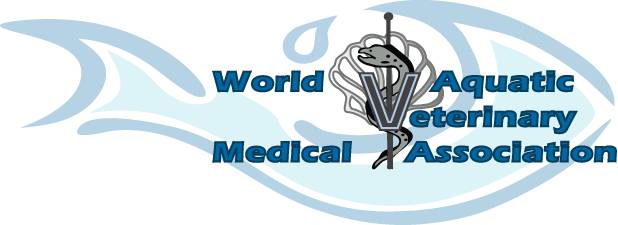 World Aquatic
Veterinary
Medical Association